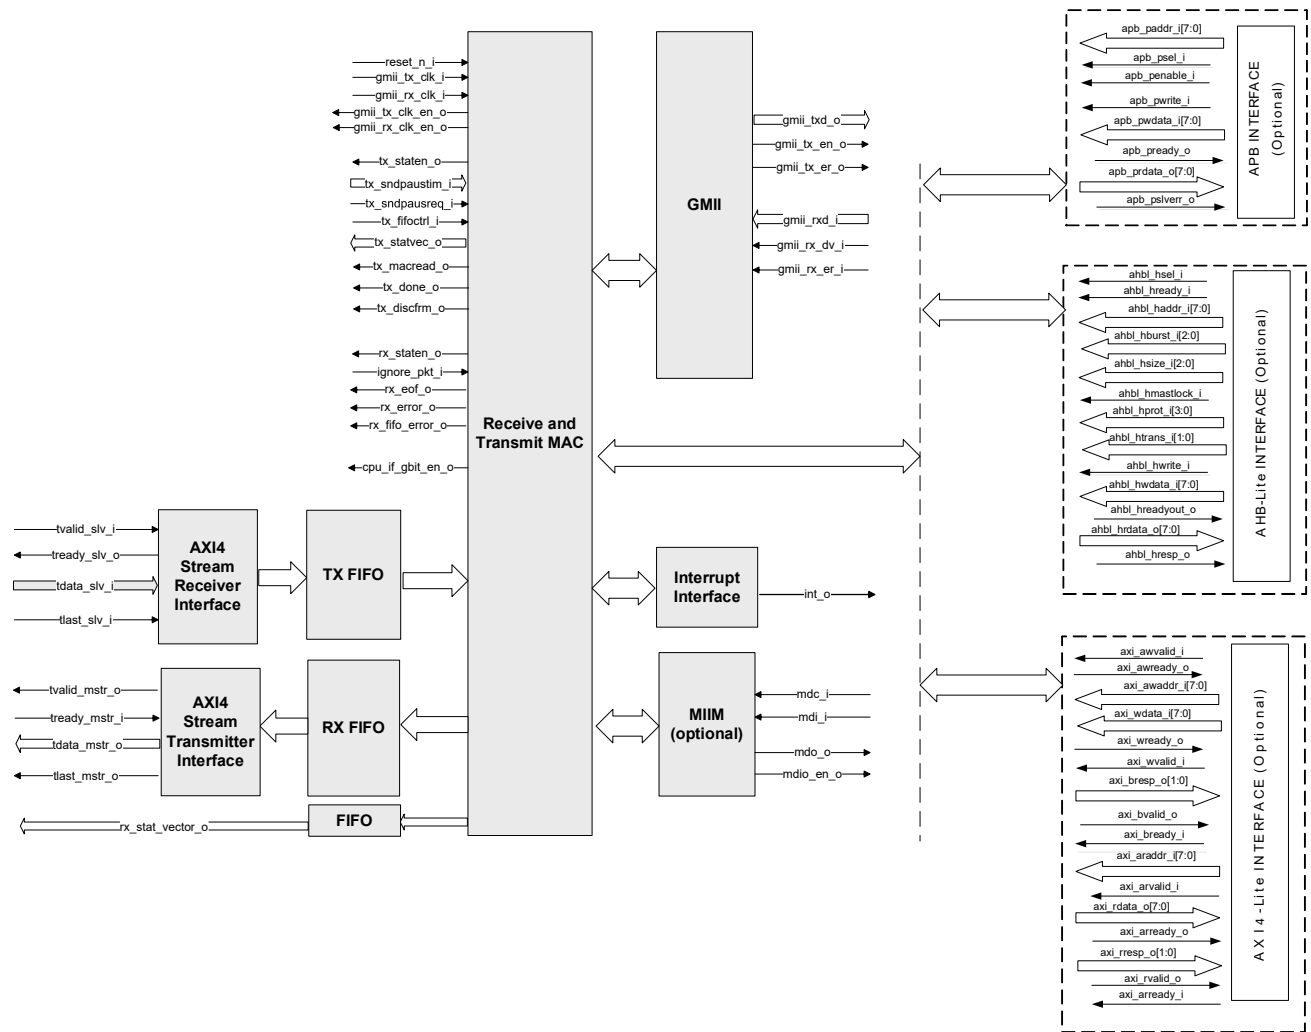 reset_n_i
gmii_tx_clk_i
gmii_rx_clk_i
gmii_tx_clk_en_o
gmii_rx_clk_en_o
tx_staten_o
tx_sndpaustim_i
tx_sndpausreq_i
tx_fifoctrl_i
tx_statvec_o
tx_macread_o
tx_done_o
tx_discfrm_o
rx_staten_o
ignore_pkt_i
rx_eof_o
rx_error_o
rx_fifo_error_o
cpu_if_gbit_en_o
Receive and
Transmit MAC
GMII
gmii_txd_o
gmii_tx_en_o
gmii_tx_er_o
gmii_rxd_i
gmii_rx_dv_i
gmii_rx_er_i
tvalid_slv_i
tready_slv_o
tdata_slv_i
tlast_slv_i
AXI4
Stream
Receiver
Interface
TX FIFO
tvalid_mstr_o
tready_mstr_i
tdata_mstr_o
tlast_mstr_o
AXI4
Stream
Transmitter
Interface
RX FIFO
rx_stat_vector_o
FIFO
Interrupt
Interface
int_o
MIIM
(optional)
mdc_i
mdi_i
mdo_o
mdio_en_o
apb_paddr_i[7:0]
apb_psel_i
apb_penable_i
apb_pwrite_i
apb_pwdata_i[7:0]
apb_pready_o
apb_prdata_o[7:0]
apb_pslverr_o
APB INTERFACE
(Optional)
ahbl_hsel_i
ahbl_hready_i
ahbl_haddr_i[7:0]
ahbl_hburst_i[2:0]
ahbl_hsize_i[2:0]
ahbl_hmastlock_i
ahbl_hprot_i[3:0]
ahbl_htrans_i[1:0]
ahbl_hwrite_i
ahbl_hwdata_i[7:0]
ahbl_hreadyout_o
ahbl_hrdata_o[7:0]
ahbl_hresp_o
AHB-Lite INTERFACE (Optional)
axi_awvalid_i
axi_awready_o
axi_awaddr_i[7:0]
axi_wdata_i[7:0]
axi_wready_o
axi_wvalid_i
axi_bresp_o[1:0]
axi_bvalid_o
axi_bready_i
axi_araddr_i[7:0]
axi_arvalid_i
axi_rdata_o[7:0]
axi_arready_o
axi_rresp_o[1:0]
axi_rvalid_o
axi_arready_i
AXI4-Lite INTERFACE (Optional)